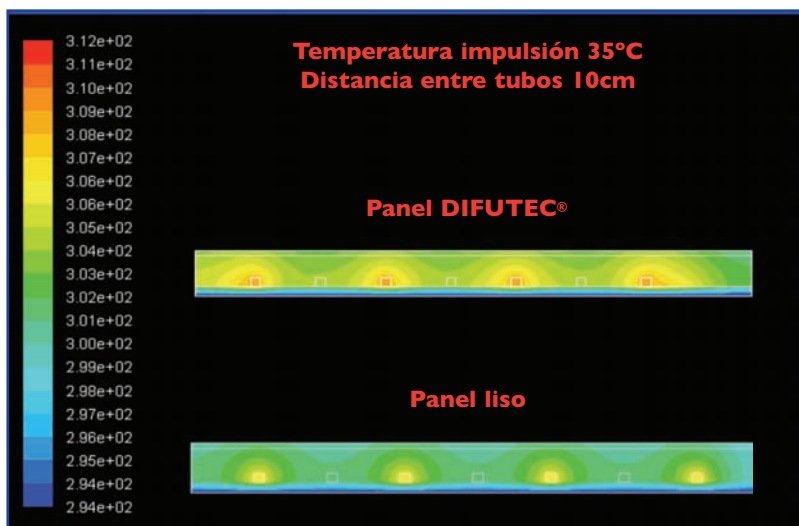 Temperatura impulsión 35ºC
Distancia entre tubos 10cm
3.12e+02
3.11e+02
3.10e+02
3.09e+02
3.08e+02
3.07e+02
3.06e+02
3.06e+02
3.05e+02
3.04e+02
3.03e+02
3.02e+02
3.01e+02
3.00e+02
2.99e+02
2.98e+02
2.97e+02
2.96e+02
2.95e+02
2.94e+02
2.94e+02
Panel DIFUTEC®
Panel liso